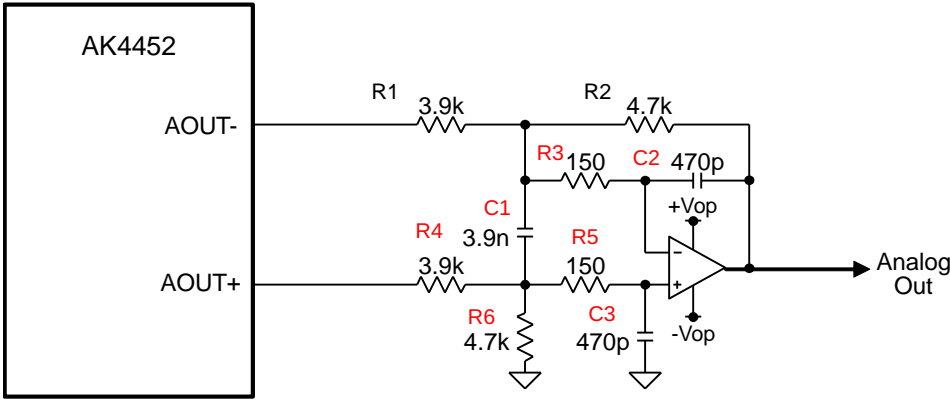 AK4452
R1
3.9k
R2
4.7k
AOUT-
R3
150
C2
470p
+Vop
C1
3.9n
R4
3.9k
R5
150
AOUT+
−
+
Analog
Out
R6
4.7k
C3
470p
-Vop